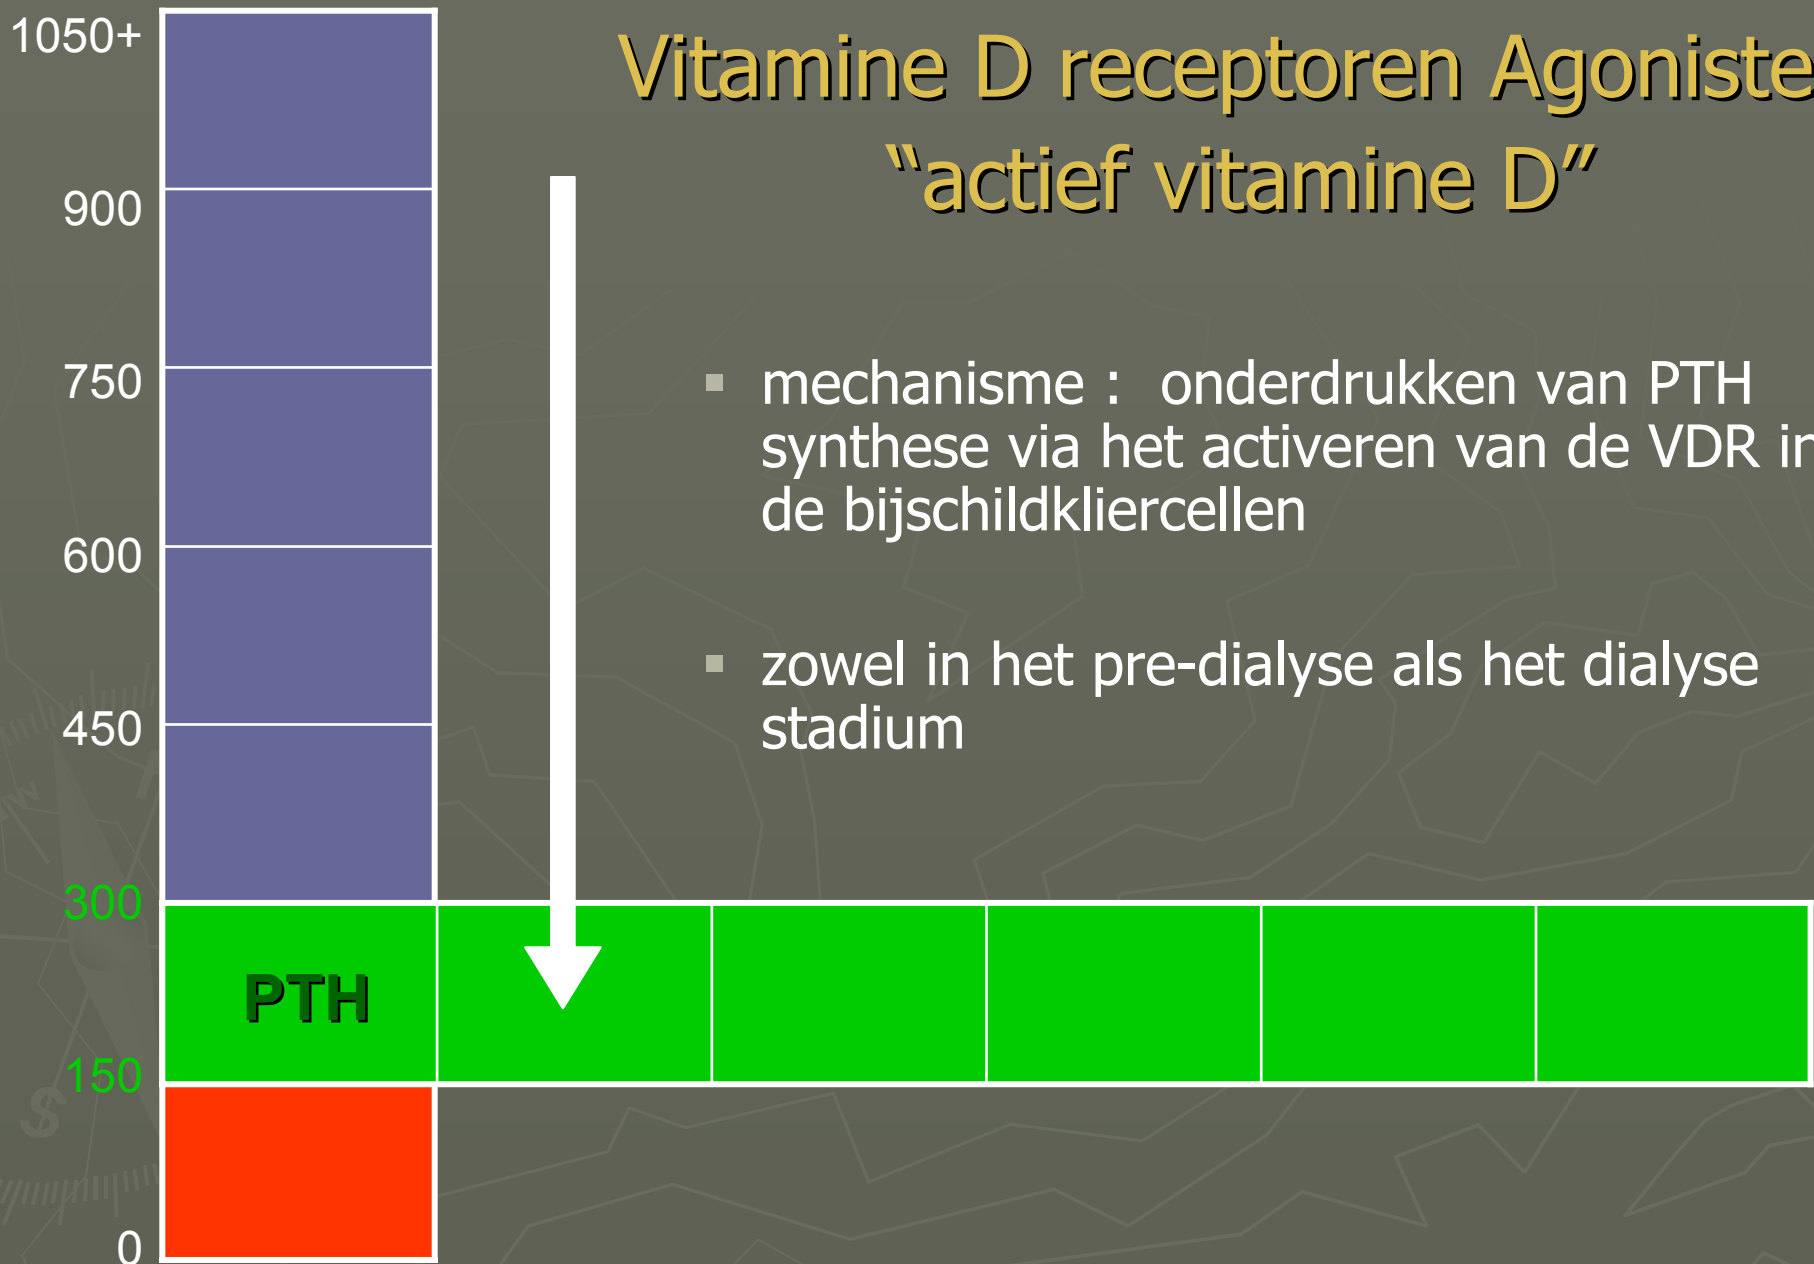 Vitamine D receptoren Agoniste
“actief vitamine D”
mechanisme : onderdrukken van PTH
synthese via het activeren van de VDR in
de bijschildkliercellen
zowel in het pre-dialyse als het dialyse
stadium
1050+
900
750
600
450
300
150
0
PTH
S